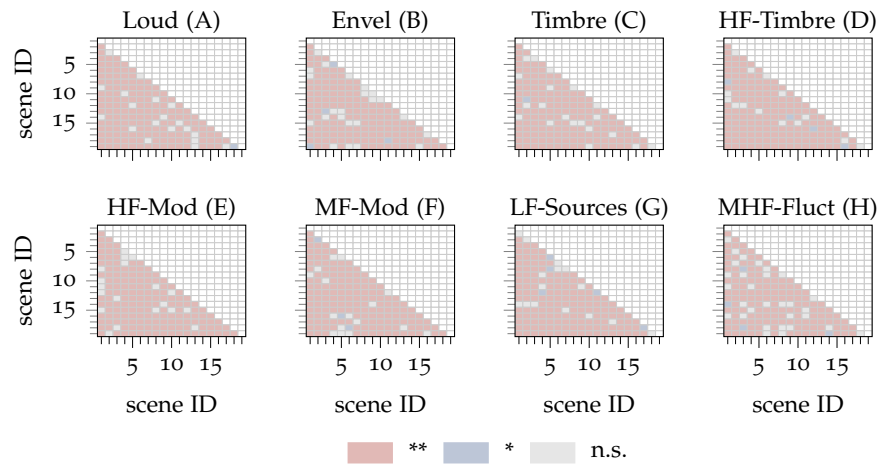 Loud (A) Envel (B) Timbre (C) HF-Timbre (D)
scene ID
5
10
15
HF-Mod (E) MF-Mod (F) LF-Sources (G) MHF-Fluct (H)
scene ID
5
10
15
5 10 15 5 10 15 5 10 15 5 10 15
scene ID scene ID scene ID scene ID
** * n.s.